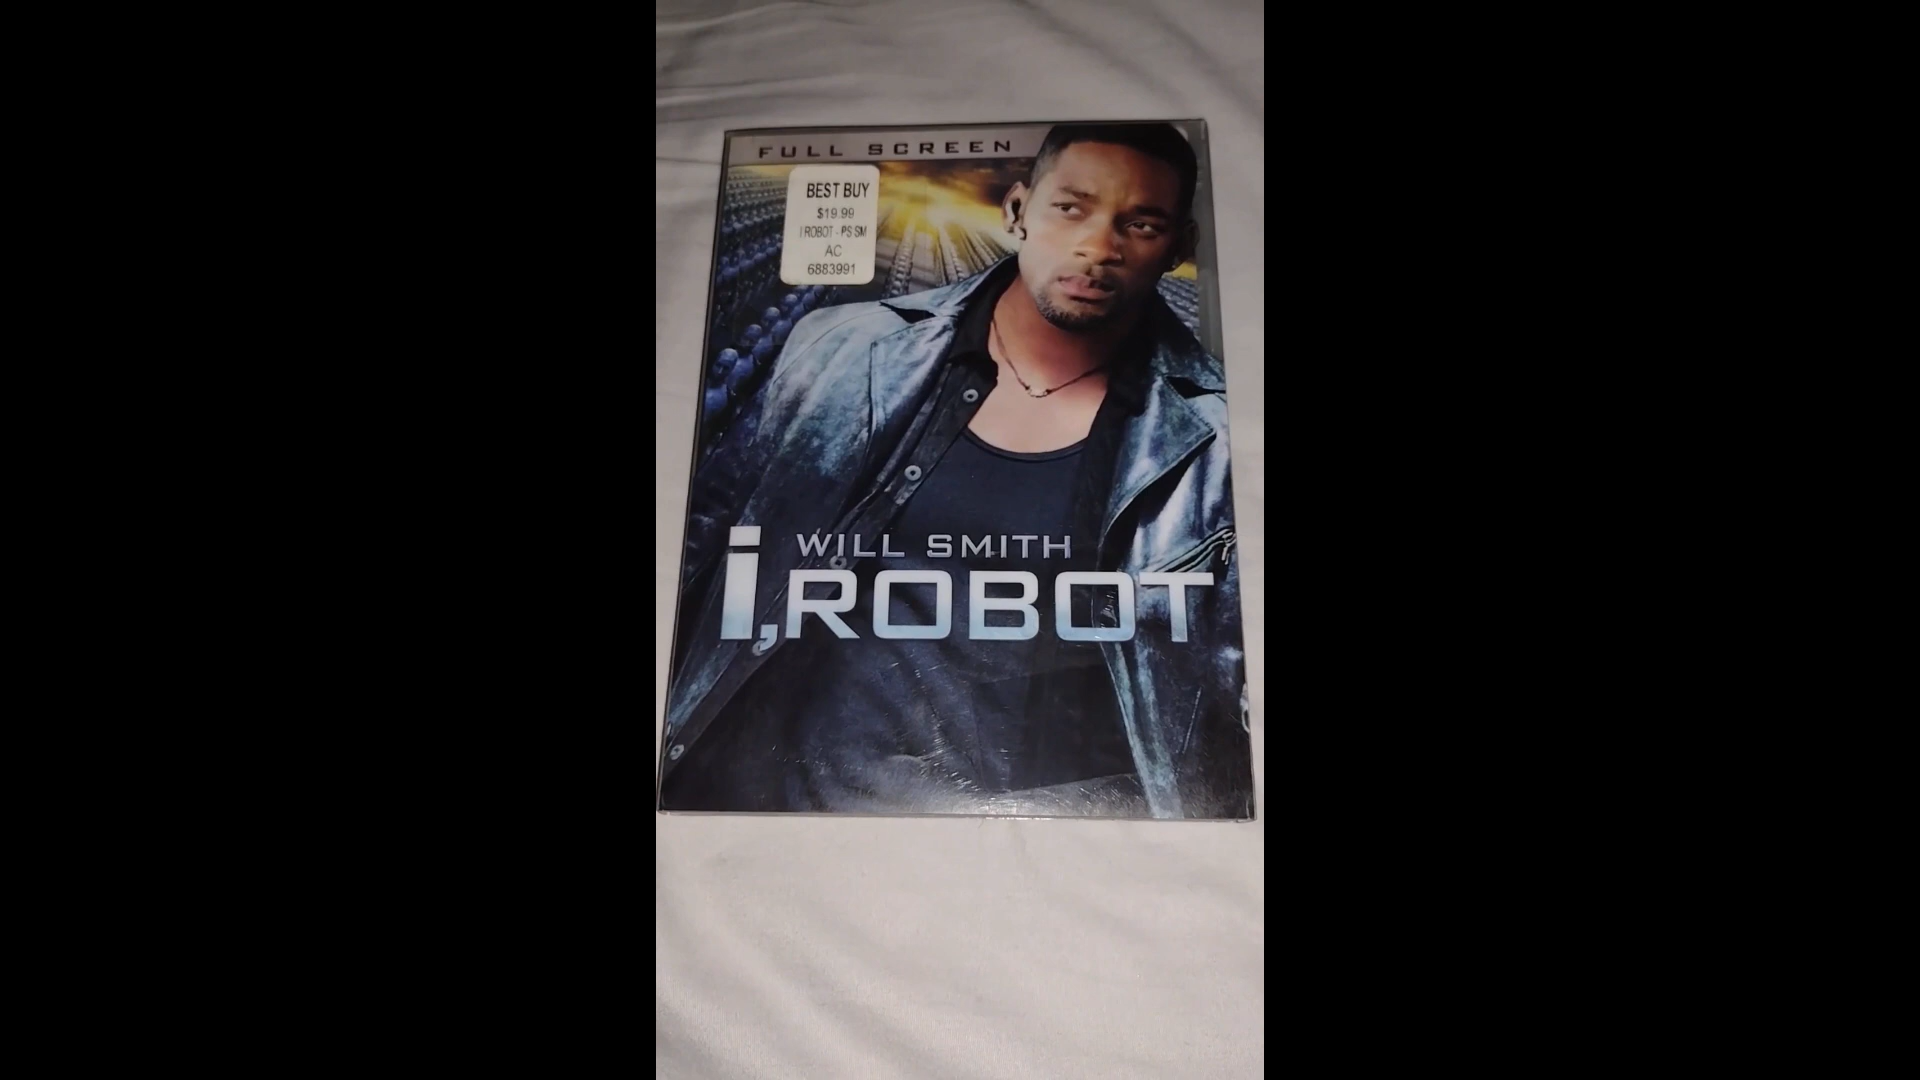 FULL SCREEN
BEST BUY
$19.99
I ROBOT - PS SM
AC
6883991
WILL SMITH
i, ROBOT